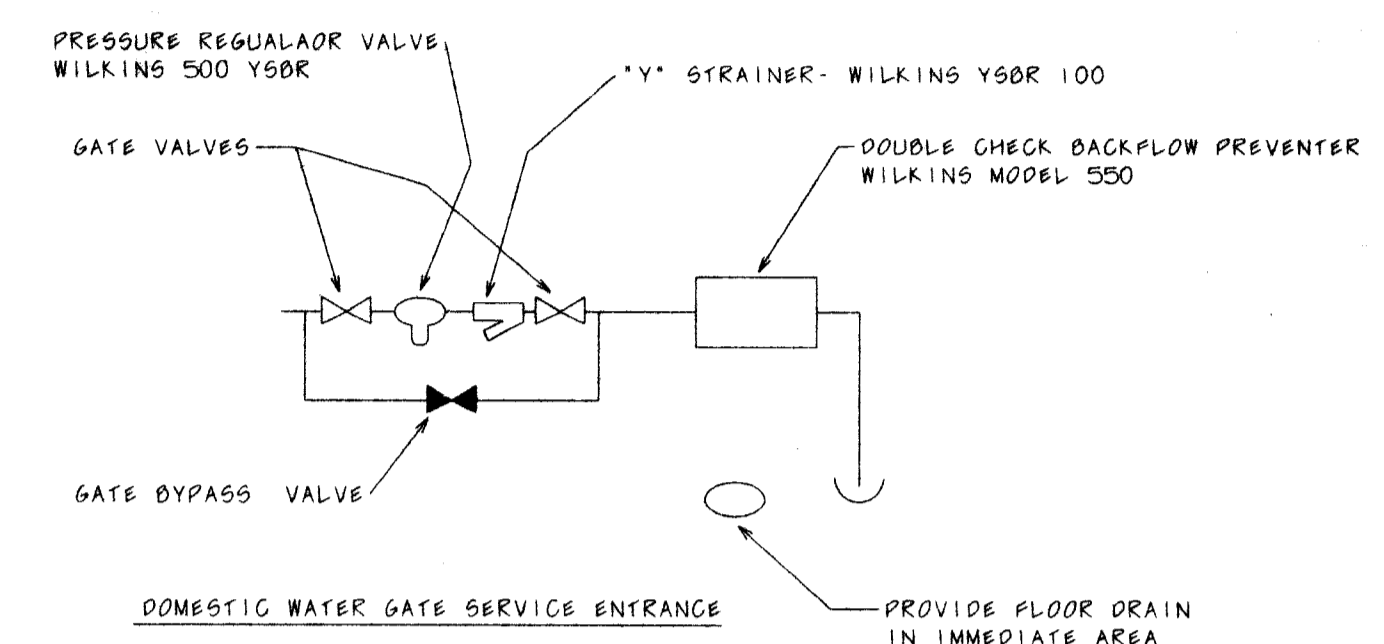 PRESSURE REGUALAOR VALVE
WILKINS 500 YSBR
"Y" STRAINER- WILKINS YSBR 100
GATE VALVES
DOUBLE CHECK BACKFLOW PREVENTER
WILKINS MODEL 550
GATE BYPASS VALVE
DOMESTIC WATER GATE SERVICE ENTRANCE
PROVIDE FLOOR DRAIN
IN IMMEDIATE AREA